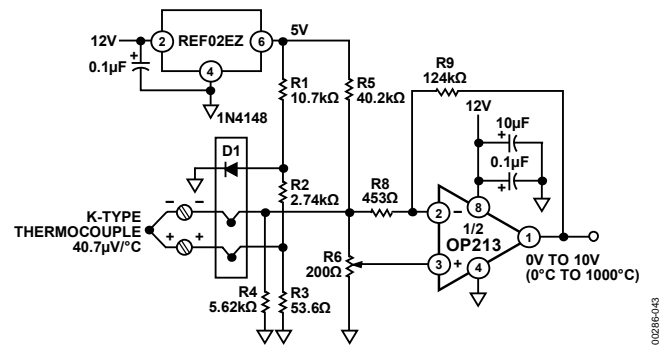 12V
2
REF02EZ
6
5V
4
0.1µF
+
1N4148
R1
10.7kΩ
R5
40.2kΩ
R9
124kΩ
12V
10µF
+
0.1µF
+
D1
R2
2.74kΩ
R8
453Ω
K-TYPE
THERMOCOUPLE
40.7µV/°C
– –
+ +
2
–
8
1/2
OP213
1
3
+
4
R6
200Ω
R4
5.62kΩ
R3
53.6Ω
0V TO 10V
(0°C TO 1000°C)
00286-043